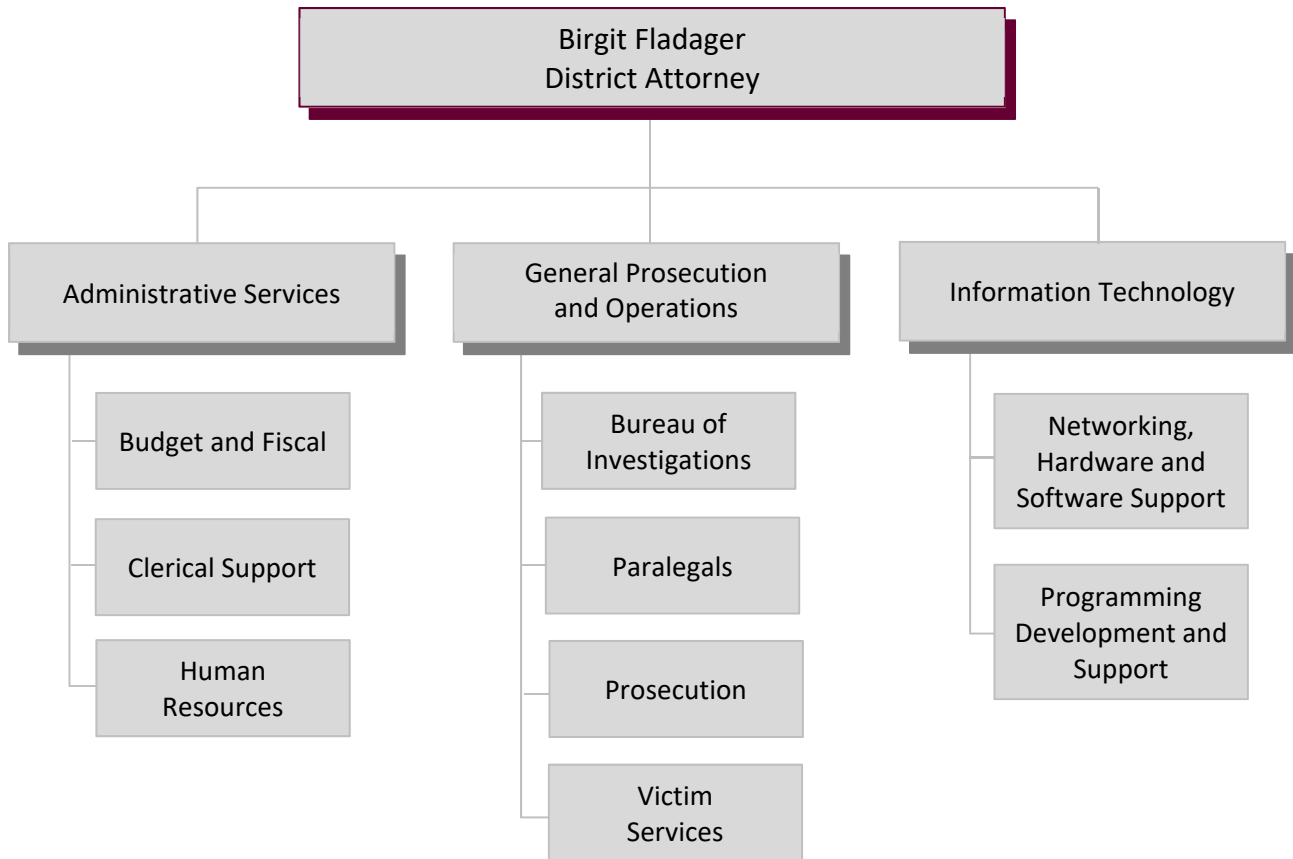 Birgit Fladager
District Attorney
Administrative Services
General Prosecution
and Operations
Information Technology
Budget and Fiscal
Clerical Support
Human
Resources
Bureau of
Investigations
Paralegals
Prosecution
Victim
Services
Networking,
Hardware and
Software Support
Programming
Development and
Support